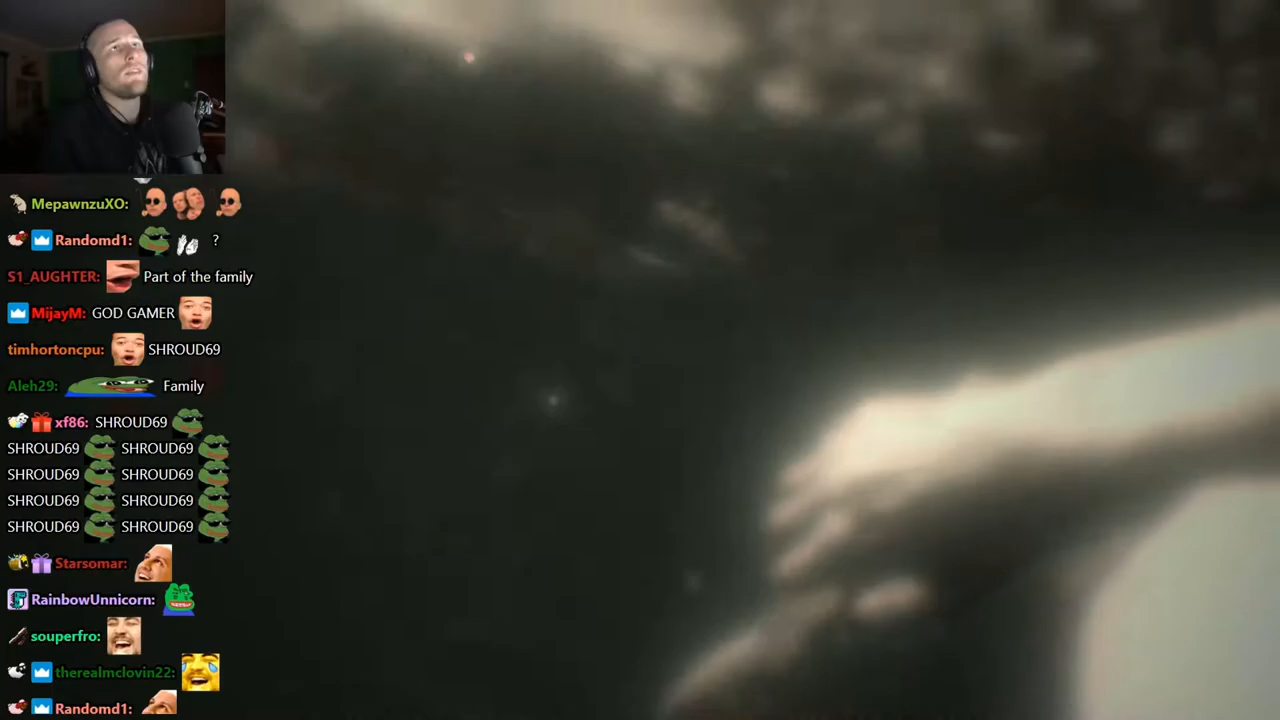 MepawnzuXO:
Randomd1: ?
S1_AUGHTER: Part of the family
MijayM: GOD GAMER
timhortoncpu: SHROUD69
Aleh29: Family
xf86: SHROUD69
SHROUD69 SHROUD69
SHROUD69 SHROUD69
SHROUD69 SHROUD69
SHROUD69 SHROUD69
Starsomar:
RainbowUnnicorn:
souperfro:
therealmclovin22:
Randomd1: